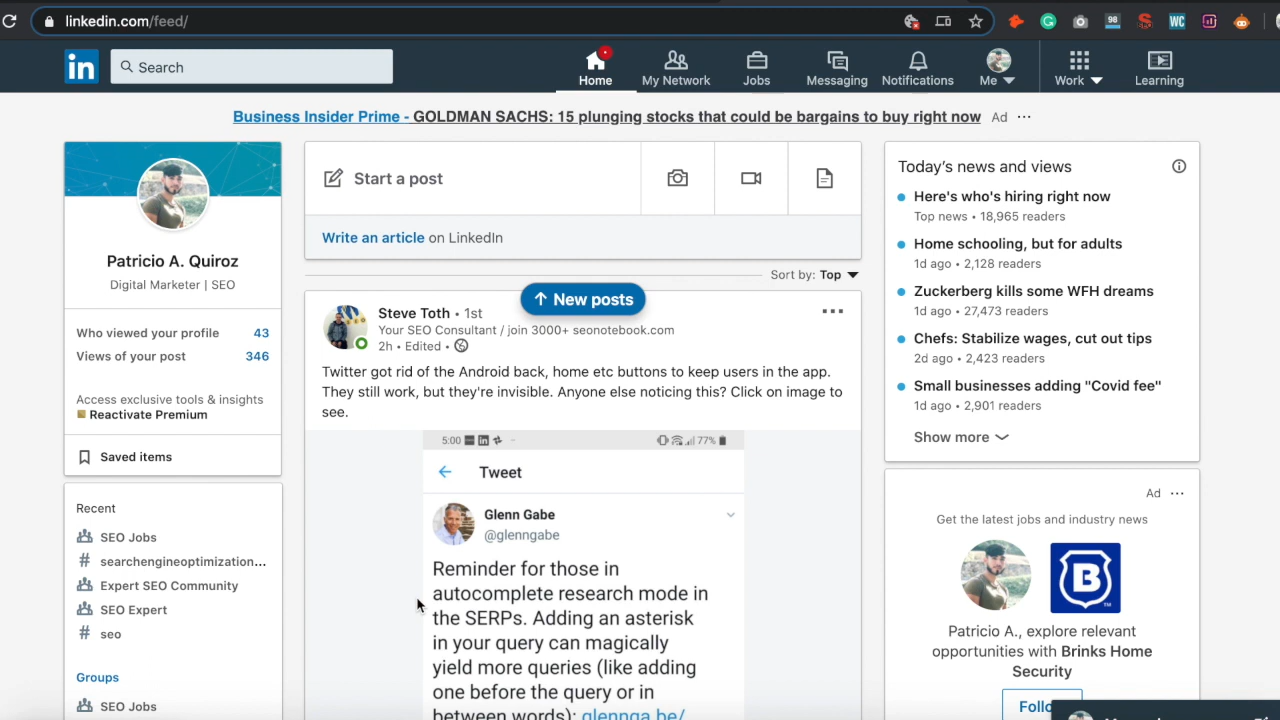 linkedin.com/feed/
98
WC
in
Search
Home
My Network
Jobs
Messaging
Notifications
Me
Work
Learning
Business Insider Prime - GOLDMAN SACHS: 15 plunging stocks that could be bargains to buy right now Ad ...
Patricio A. Quiroz
Digital Marketer | SEO
Who viewed your profile 43
Views of your post 346
Access exclusive tools & insights
Reactivate Premium
Saved items
Recent
SEO Jobs
# searchengineoptimization...
Expert SEO Community
SEO Expert
# seo
Groups
SEO Jobs
Start a post
Write an article on LinkedIn
Sort by: Top
↑ New posts
Steve Toth • 1st
Your SEO Consultant / join 3000+ seonotebook.com
2h • Edited •
Twitter got rid of the Android back, home etc buttons to keep users in the app.
They still work, but they're invisible. Anyone else noticing this? Click on image to
see.
5:00 in 77%
Tweet
Glenn Gabe
@glenngabe
Reminder for those in
autocomplete research mode in
the SERPs. Adding an asterisk
in your query can magically
yield more queries (like adding
one before the query or in
between words): glennga.be/
Today's news and views
Here's who's hiring right now
Top news • 18,965 readers
Home schooling, but for adults
1d ago • 2,128 readers
Zuckerberg kills some WFH dreams
1d ago • 27,473 readers
Chefs: Stabilize wages, cut out tips
2d ago • 2,423 readers
Small businesses adding "Covid fee"
1d ago • 2,901 readers
Show more
Ad ...
Get the latest jobs and industry news
B
Patricio A., explore relevant
opportunities with Brinks Home
Security